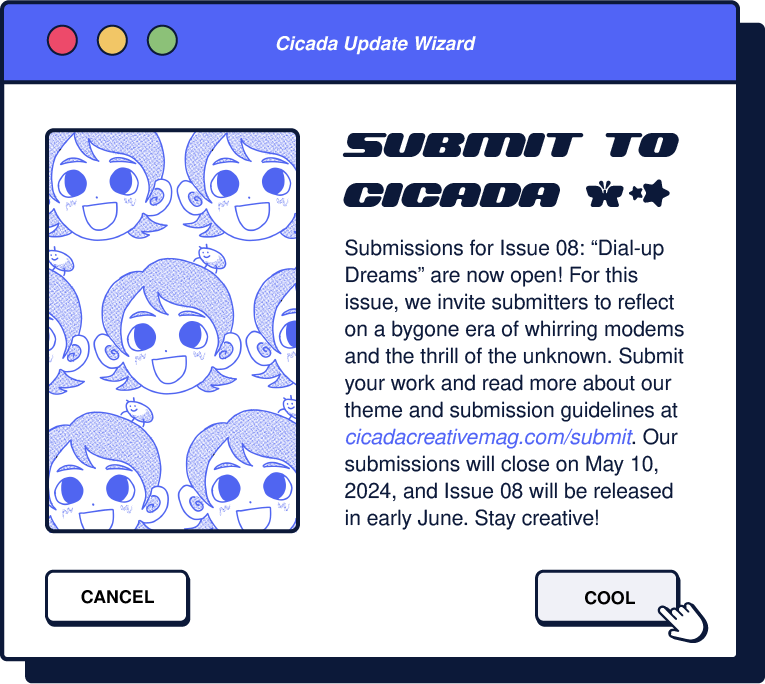 Cicada Update Wizard
SUBMIT TO
CICADA
Submissions for Issue 08: “Dial-up
Dreams” are now open! For this
issue, we invite submitters to reflect
on a bygone era of whirring modems
and the thrill of the unknown. Submit
your work and read more about our
theme and submission guidelines at
cicadacreativemag.com/submit. Our
submissions will close on May 10,
2024, and Issue 08 will be released
in early June. Stay creative!
CANCEL
COOL